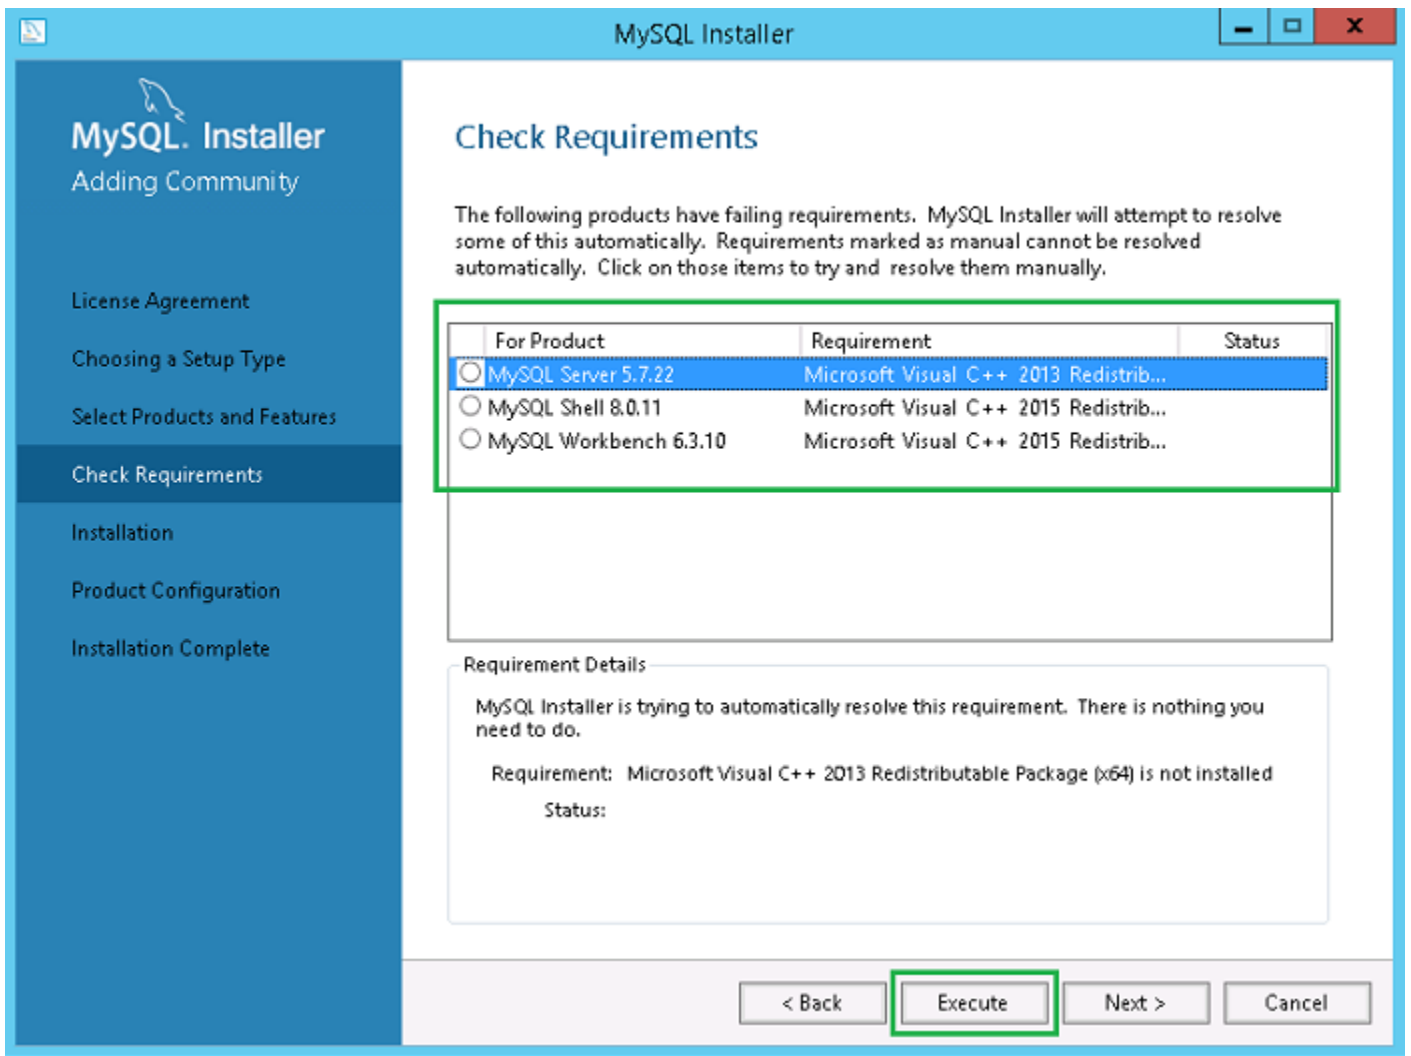 MySQL Installer
MySQL. Installer
Adding Community
License Agreement
Choosing a Setup Type
Select Products and Features
Check Requirements
Installation
Product Configuration
Installation Complete
Check Requirements
The following products have failing requirements. MySQL Installer will attempt to resolve
some of this automatically. Requirements marked as manual cannot be resolved
automatically. Click on those items to try and resolve them manually.
For Product Requirement Status
MySQL Server 5.7.22 Microsoft Visual C++ 2013 Redistrib...
MySQL Shell 8.0.11 Microsoft Visual C++ 2015 Redistrib...
MySQL Workbench 6.3.10 Microsoft Visual C++ 2015 Redistrib...
Requirement Details
MySQL Installer is trying to automatically resolve this requirement. There is nothing you
need to do.
Requirement: Microsoft Visual C++ 2013 Redistributable Package (x64) is not installed
Status:
< Back Execute Next > Cancel